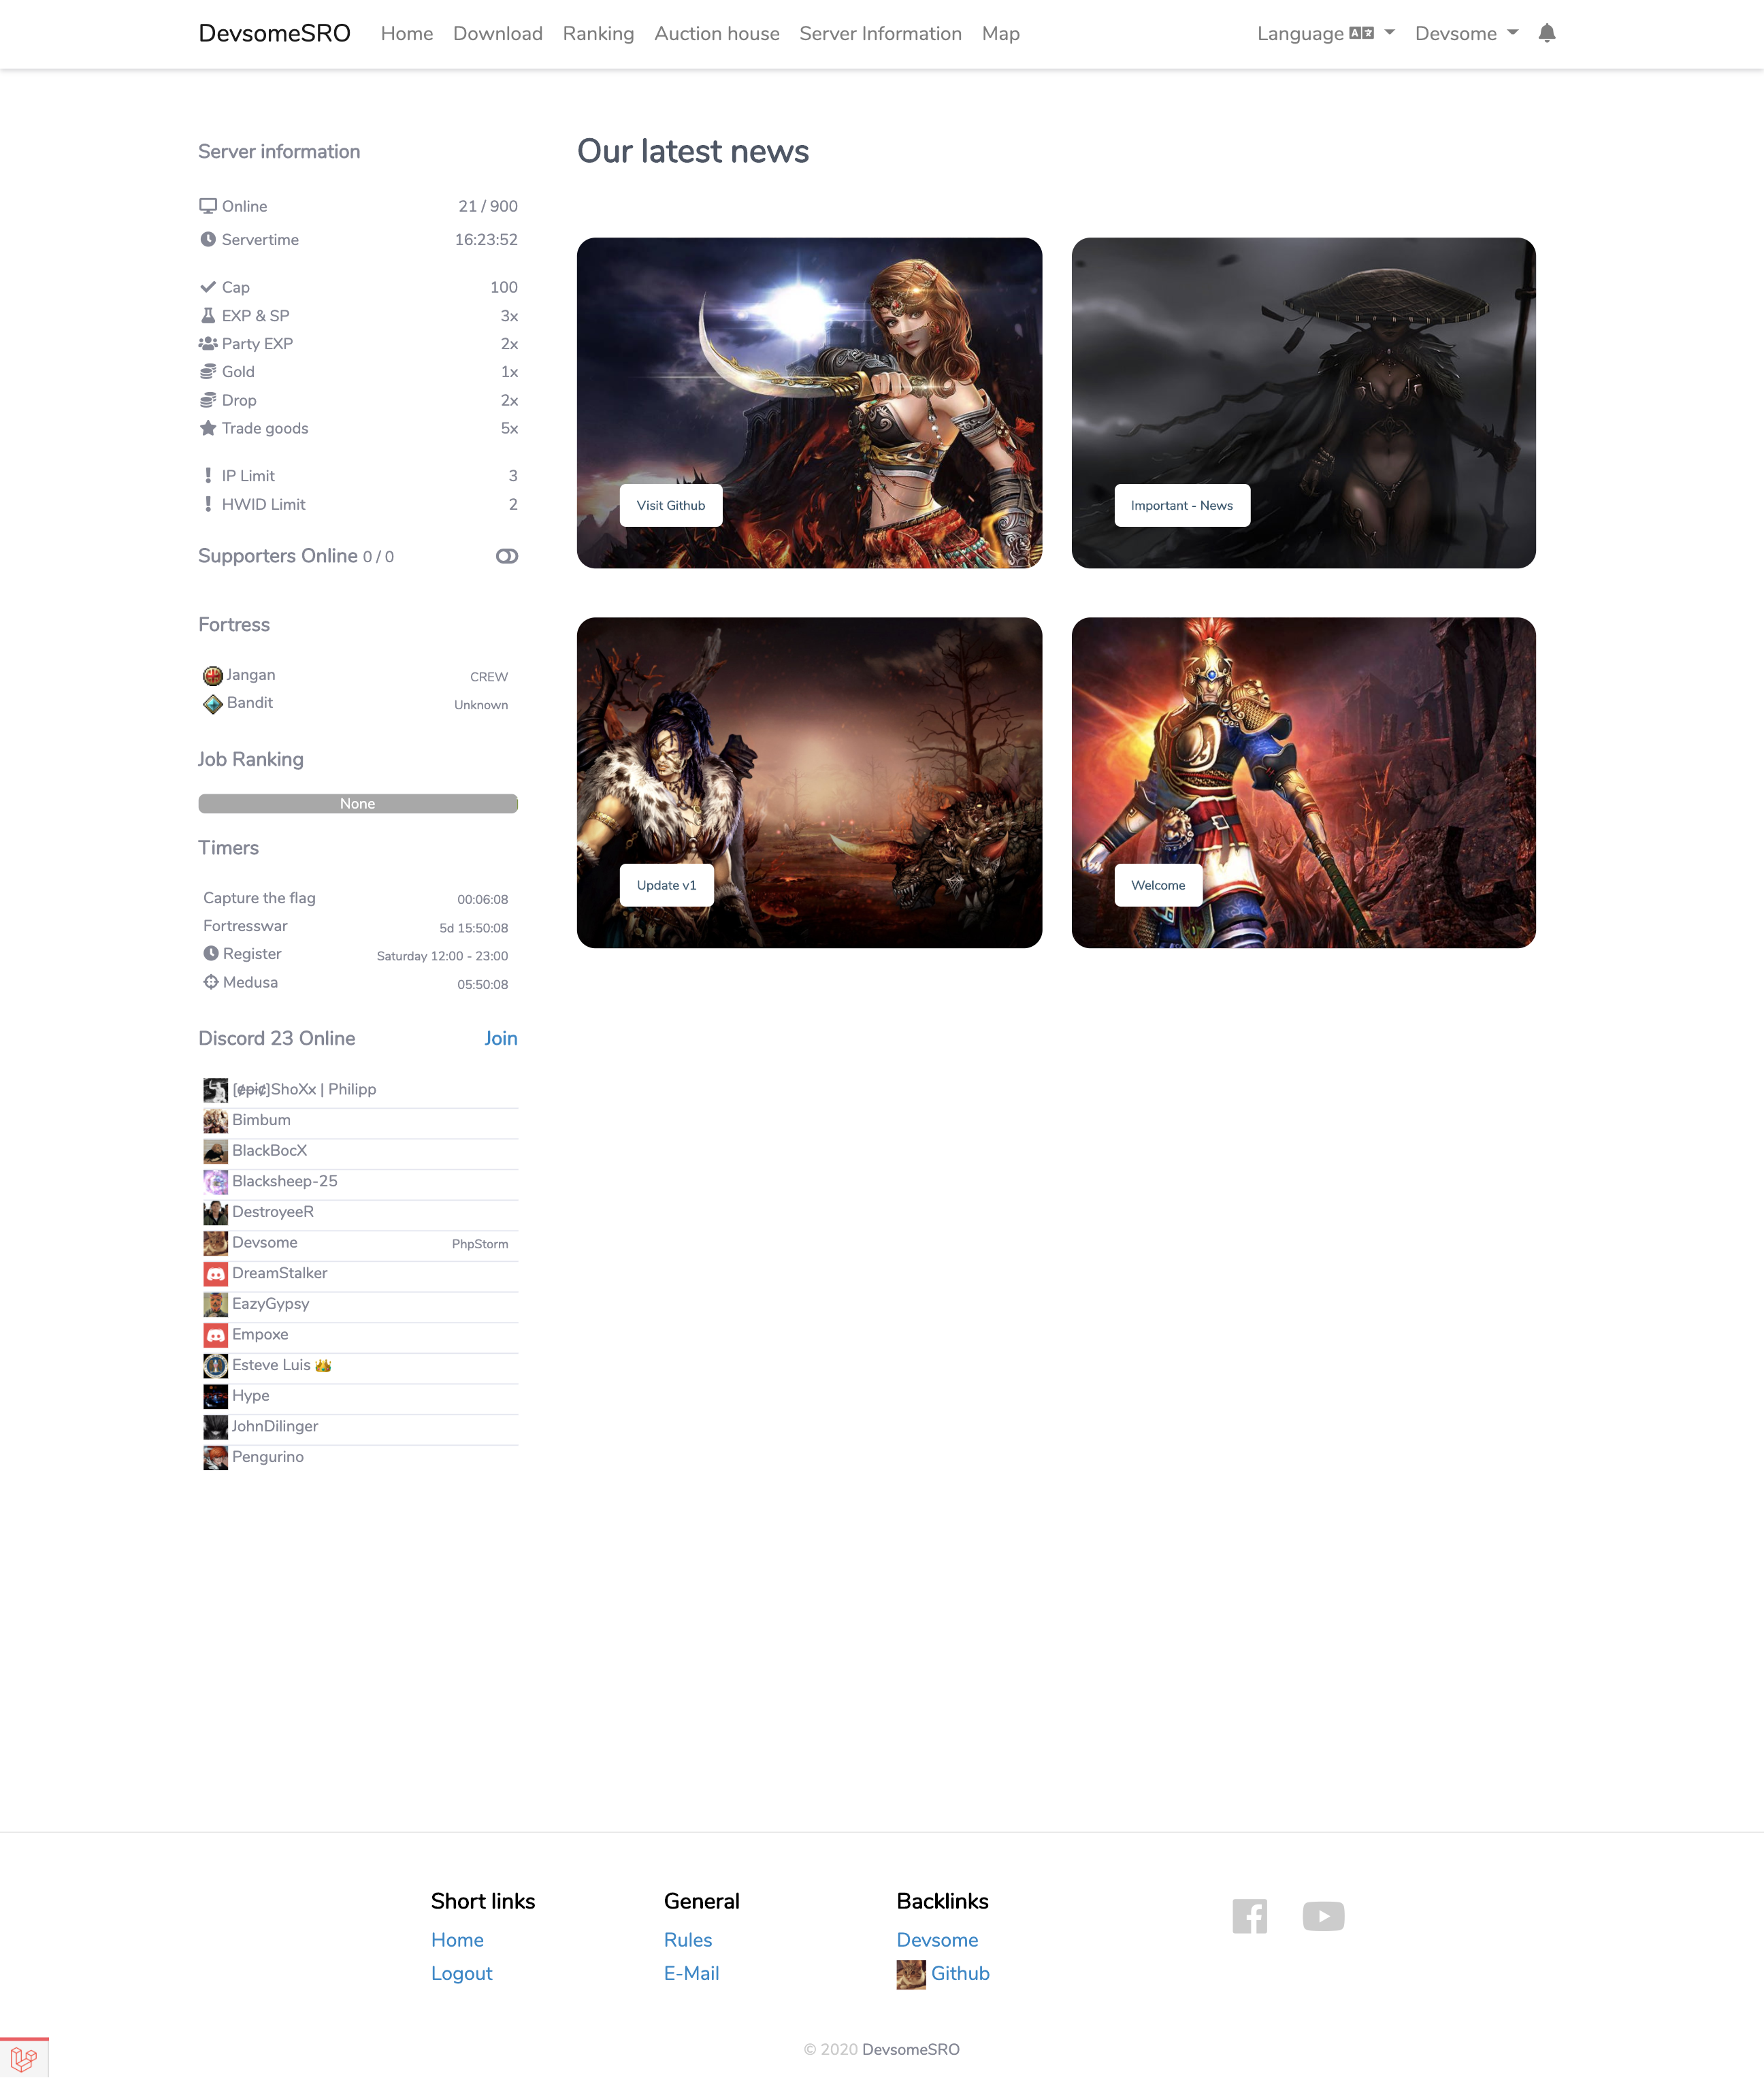 DevsomeSRO Home Download Ranking Auction house Server Information Map Language Devsome
Server information
Online 21 / 900
Servertime 16:23:52
Cap 100
EXP & SP 3x
Party EXP 2x
Gold 1x
Drop 2x
Trade goods 5x
IP Limit 3
HWID Limit 2
Supporters Online 0 / 0
Fortress
Jangan CREW
Bandit Unknown
Job Ranking
None
Timers
Capture the flag 00:06:08
Fortresswar 5d 15:50:08
Register Saturday 12:00 - 23:00
Medusa 05:50:08
Discord 23 Online Join
[epic]ShoXx | Philipp
Bimbum
BlackBocX
Blacksheep-25
DestroyeeR
Devsome PhpStorm
DreamStalker
EazyGypsy
Empoxe
Esteve Luis
Hype
JohnDilinger
Pengurino
Our latest news
Visit Github
Important - News
Update v1
Welcome
Short links
Home
Logout
General
Rules
E-Mail
Backlinks
Devsome
Github
© 2020 DevsomeSRO